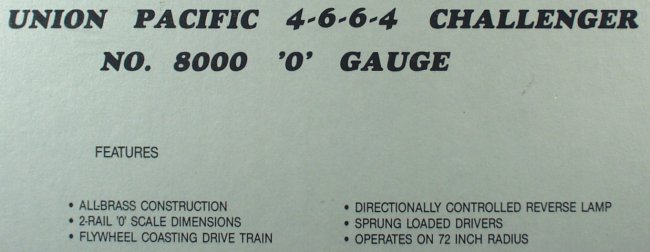 UNION PACIFIC 4-6-6-4 CHALLENGER
NO. 8000 'O' GAUGE
FEATURES
• ALL-BRASS CONSTRUCTION
• 2-RAIL 'O' SCALE DIMENSIONS
• FLYWHEEL COASTING DRIVE TRAIN
• DIRECTIONALLY CONTROLLED REVERSE LAMP
• SPRUNG LOADED DRIVERS
• OPERATES ON 72 INCH RADIUS